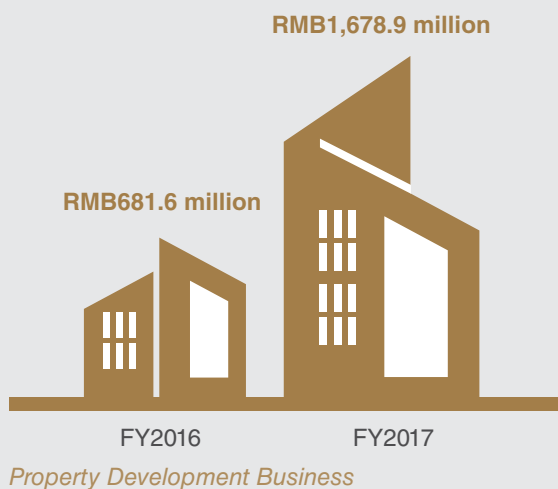 RMB1,678.9 million
RMB681.6 million
FY2016
FY2017
Property Development Business